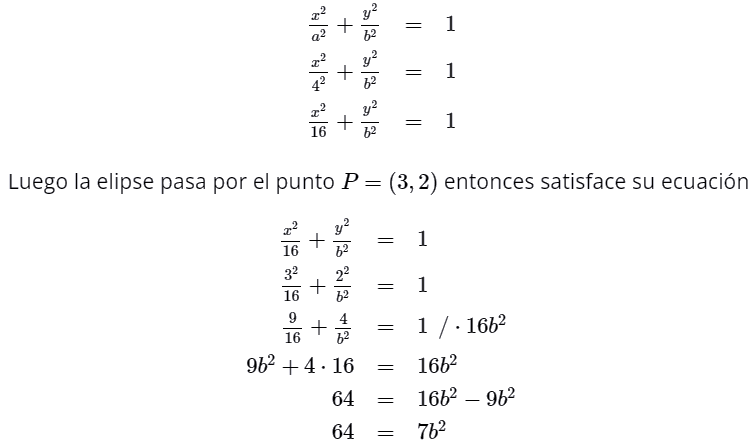 x²/a² + y²/b² = 1
x²/4² + y²/b² = 1
x²/16 + y²/b² = 1
Luego la elipse pasa por el punto P = (3, 2) entonces satisface su ecuación
x²/16 + y²/b² = 1
3²/16 + 2²/b² = 1
9/16 + 4/b² = 1 / · 16b²
9b² + 4 · 16 = 16b²
64 = 16b² − 9b²
64 = 7b²